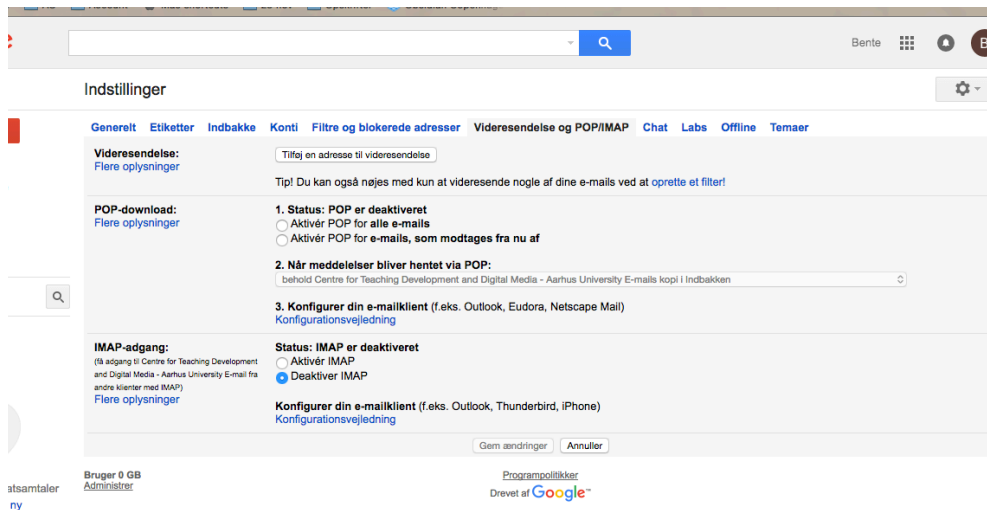 Bente
B
Indstillinger
Generelt Etiketter Indbakke Konti Filtre og blokerede adresser Videresendelse og POP/IMAP Chat Labs Offline Temaer
Videresendelse:
Flere oplysninger
Tilføj en adresse til videresendelse
Tip! Du kan også nøjes med kun at videresende nogle af dine e-mails ved at oprette et filter!
POP-download:
Flere oplysninger
1. Status: POP er deaktiveret
Aktivér POP for alle e-mails
Aktivér POP for e-mails, som modtages fra nu af
2. Når meddelelser bliver hentet via POP:
behold Centre for Teaching Development and Digital Media - Aarhus University E-mails kopi i Indbakken
3. Konfigurer din e-mailklient (f.eks. Outlook, Eudora, Netscape Mail)
Konfigurationsvejledning
IMAP-adgang:
(få adgang til Centre for Teaching Development
and Digital Media - Aarhus University E-mail fra
andre klienter med IMAP)
Flere oplysninger
Status: IMAP er deaktiveret
Aktivér IMAP
Deaktiver IMAP
Konfigurer din e-mailklient (f.eks. Outlook, Thunderbird, iPhone)
Konfigurationsvejledning
Gem ændringer Annuller
Bruger 0 GB
Administrer
Programpolitikker
Drevet af Google™
atsamtaler
ny